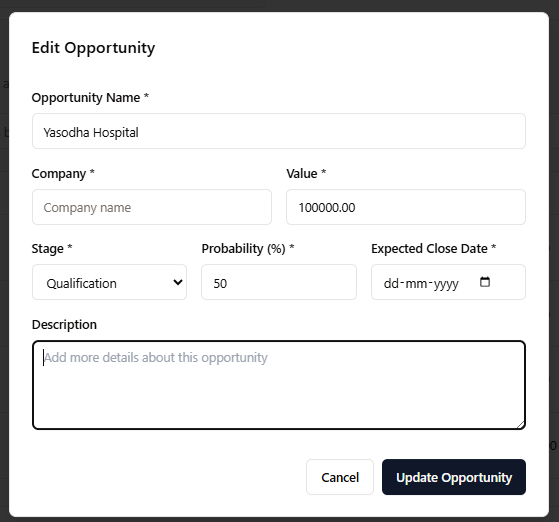 Edit Opportunity
Opportunity Name *
Yasodha Hospital
Company *
Value *
Company name
100000.00
Stage *
Probability (%) *
Expected Close Date *
Qualification
50
dd-mm-yyyy
Description
Add more details about this opportunity
Cancel
Update Opportunity